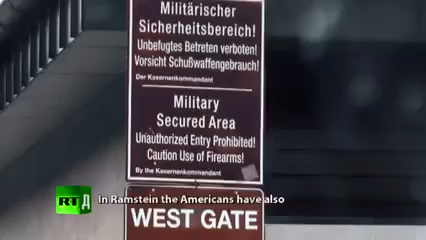 Militärischer
Sicherheitsbereich!
Unbefugtes Betreten verboten!
Vorsicht Schußwaffengebrauch!
Der Kasernenkommandant
Military
Secured Area
Unauthorized Entry Prohibited!
Caution Use of Firearms!
By the Kasernenkommandant
RT Д
In Ramstein the Americans have also
WEST GATE